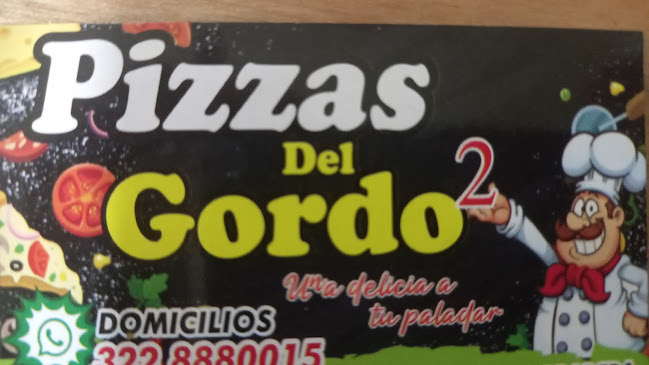 Pizzas
Del
Gordo 2
Una delicia a
tu paladar
DOMICILIOS
322 8880015